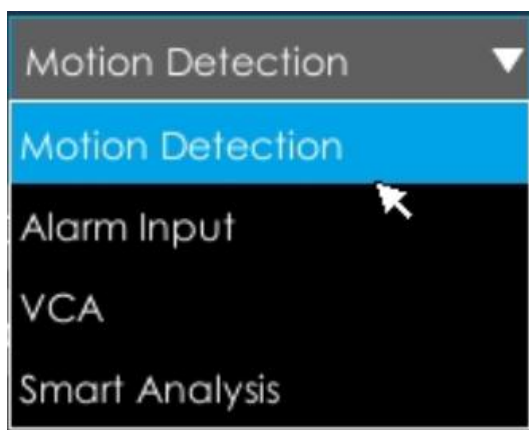 Motion Detection
Motion Detection
Alarm Input
VCA
Smart Analysis